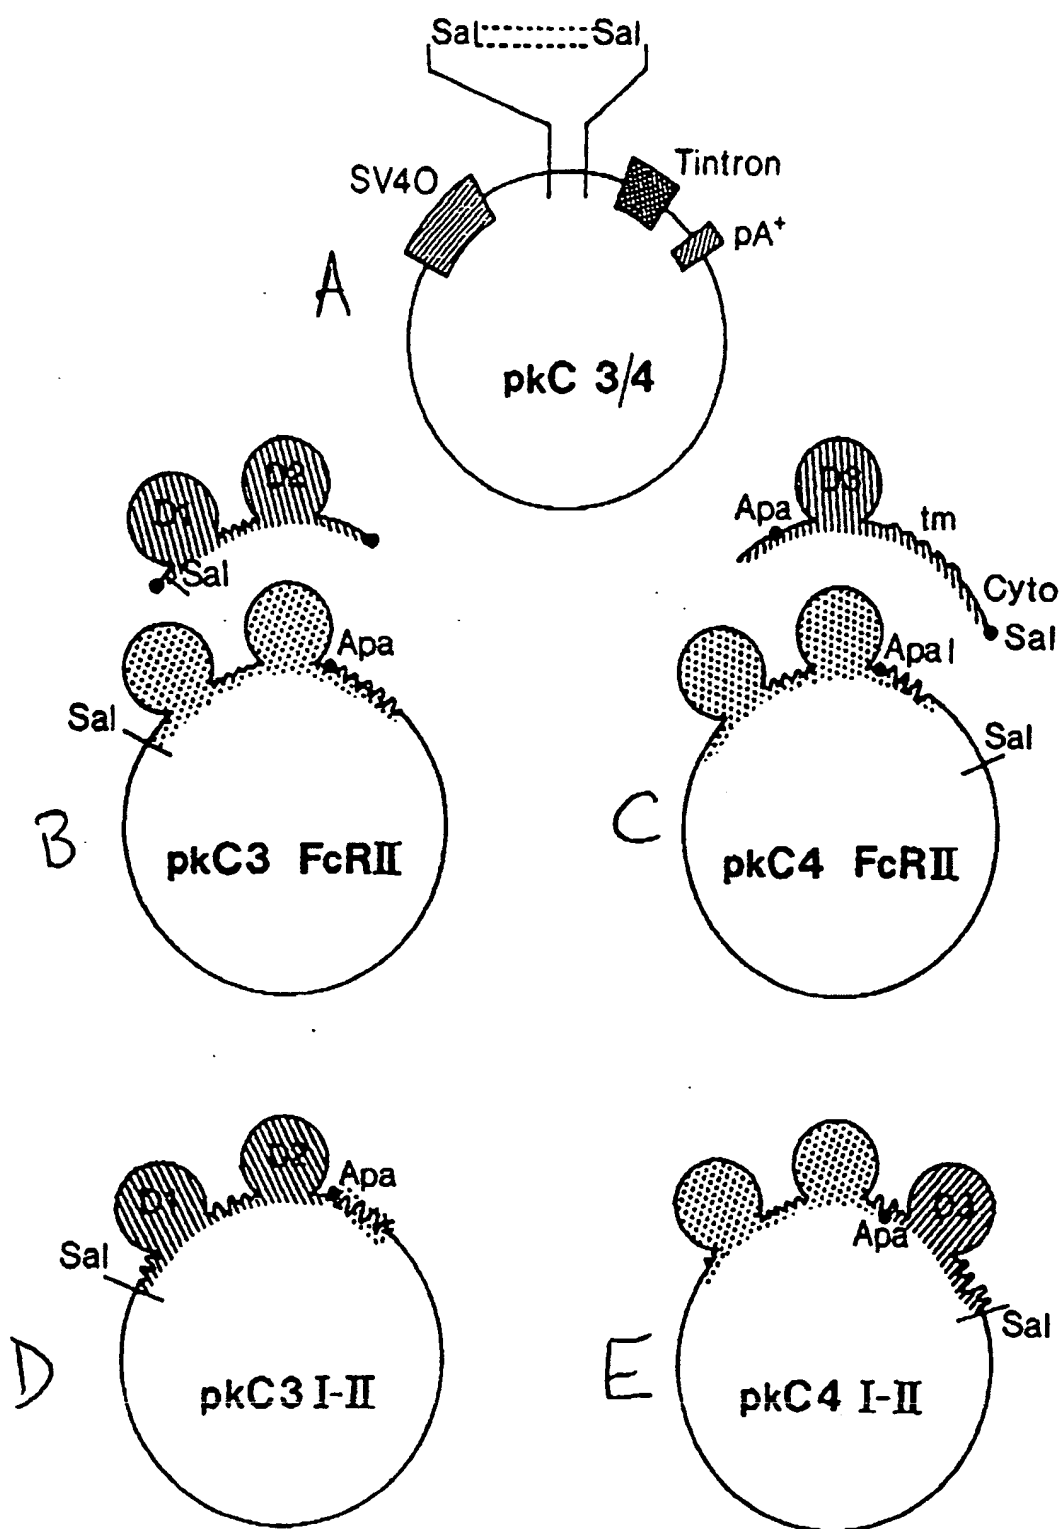 Sal Sal
SV40
Tintron
pA+
A
pkC 3/4
D1
D2
Sal
Apa
D3
tm
Cyto
Sal
Sal
Apa
Apa I
Sal
B
pkC3 FcRII
C
pkC4 FcRII
D1
D2
Apa
Sal
D
pkC3 I-II
Apa
D3
Sal
E
pkC4 I-II